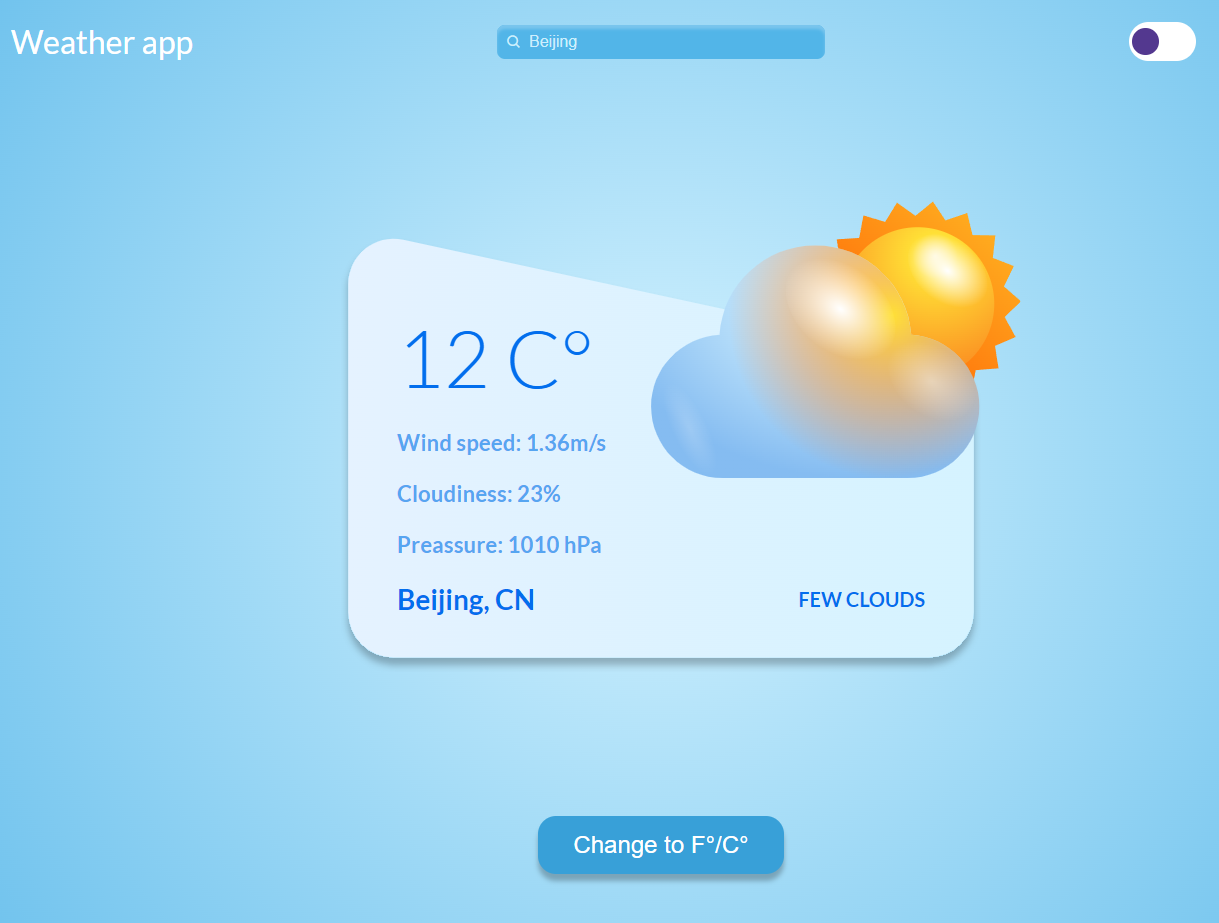 Weather app
Beijing
12 C°
Wind speed: 1.36m/s
Cloudiness: 23%
Preassure: 1010 hPa
Beijing, CN
FEW CLOUDS
Change to F°/C°